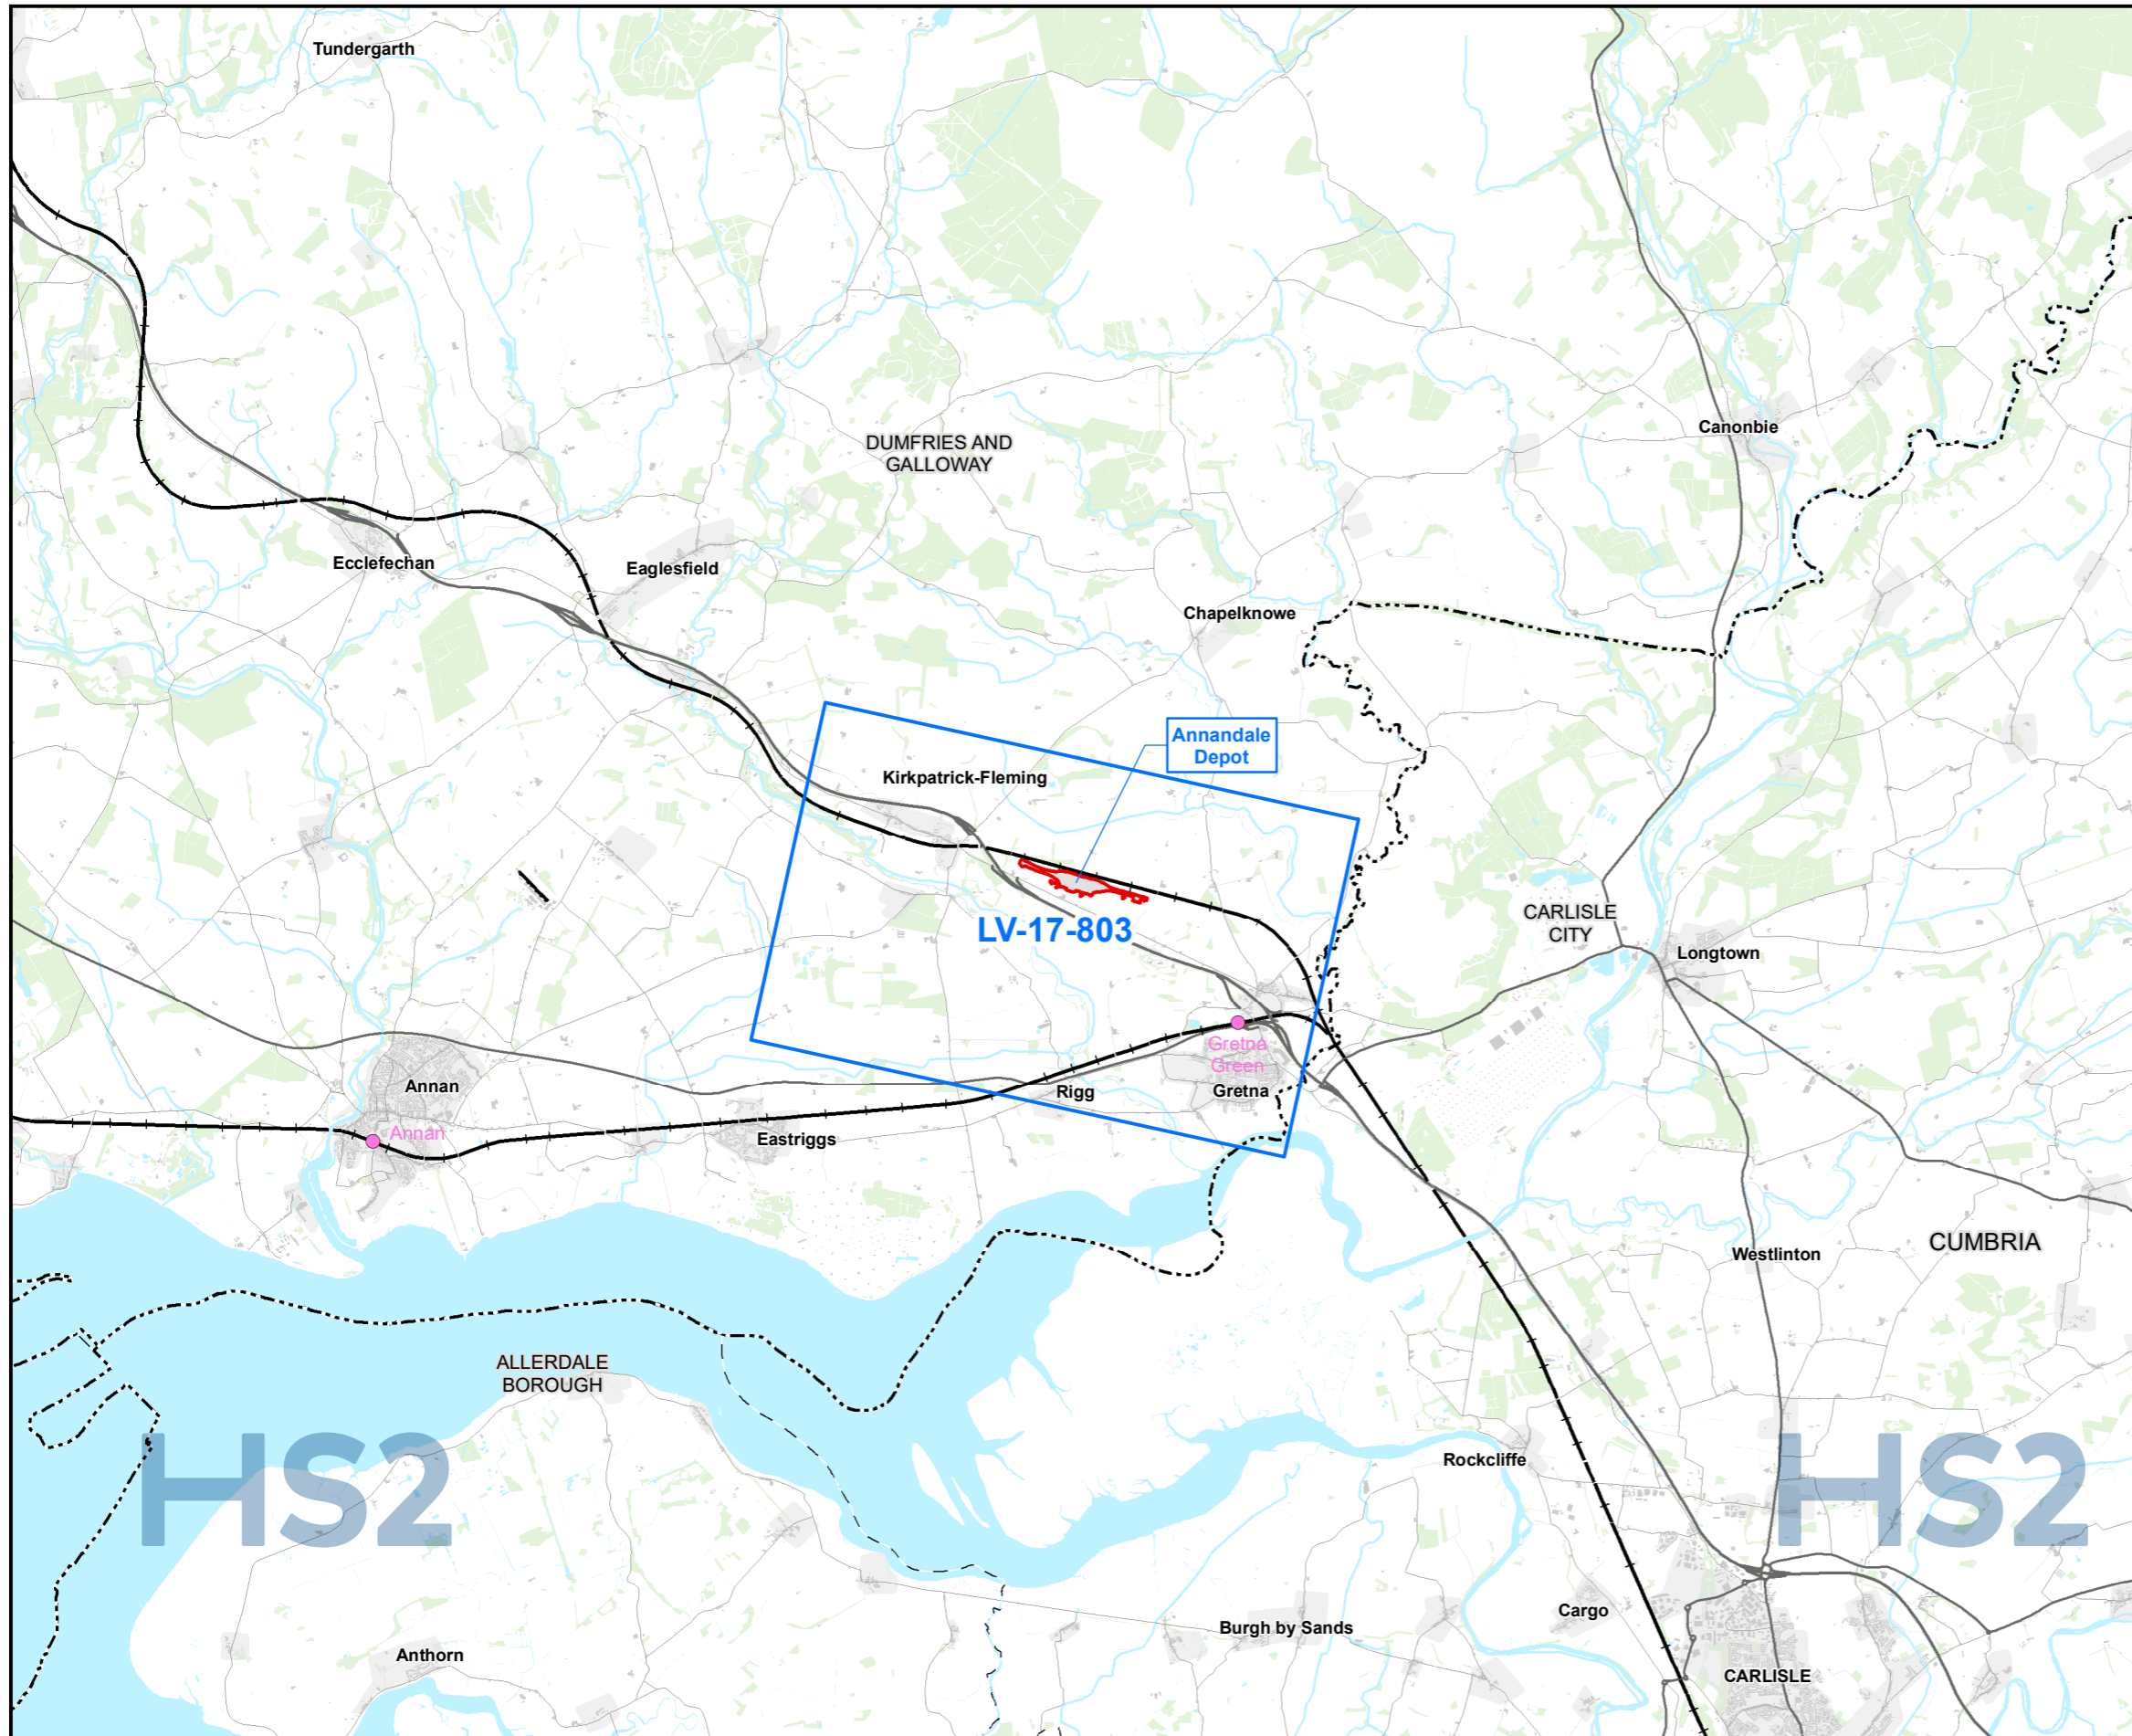 Tundergarth
Canonbie
DUMFRIES AND
GALLOWAY
Ecclefechan
Eaglesfield
Chapelknowe
Annandale
Depot
Kirkpatrick-Fleming
LV-17-803
CARLISLE
CITY
Longtown
Gretna
Green
Gretna
Annan
Rigg
Annan
Eastriggs
CUMBRIA
Westlinton
ALLERDALE
BOROUGH
Rockcliffe
HS2
HS2
Cargo
Burgh by Sands
Anthorn
CARLISLE